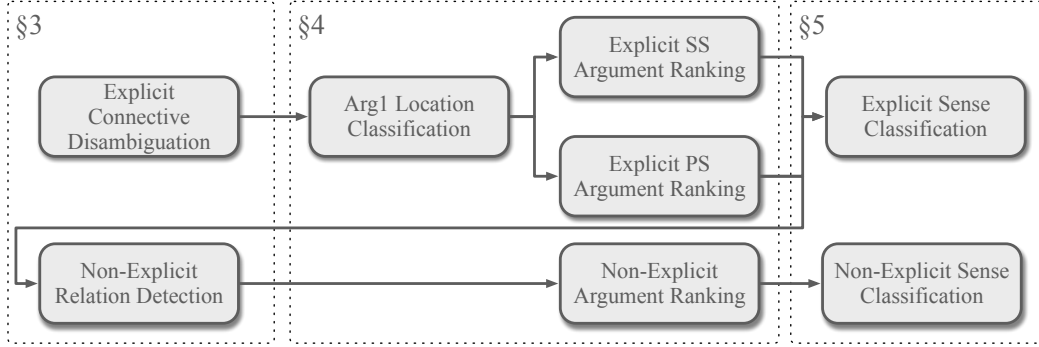 §3
§4
§5
Explicit
Connective
Disambiguation
Arg1 Location
Classification
Explicit SS
Argument Ranking
Explicit PS
Argument Ranking
Explicit Sense
Classification
Non-Explicit
Relation Detection
Non-Explicit
Argument Ranking
Non-Explicit Sense
Classification